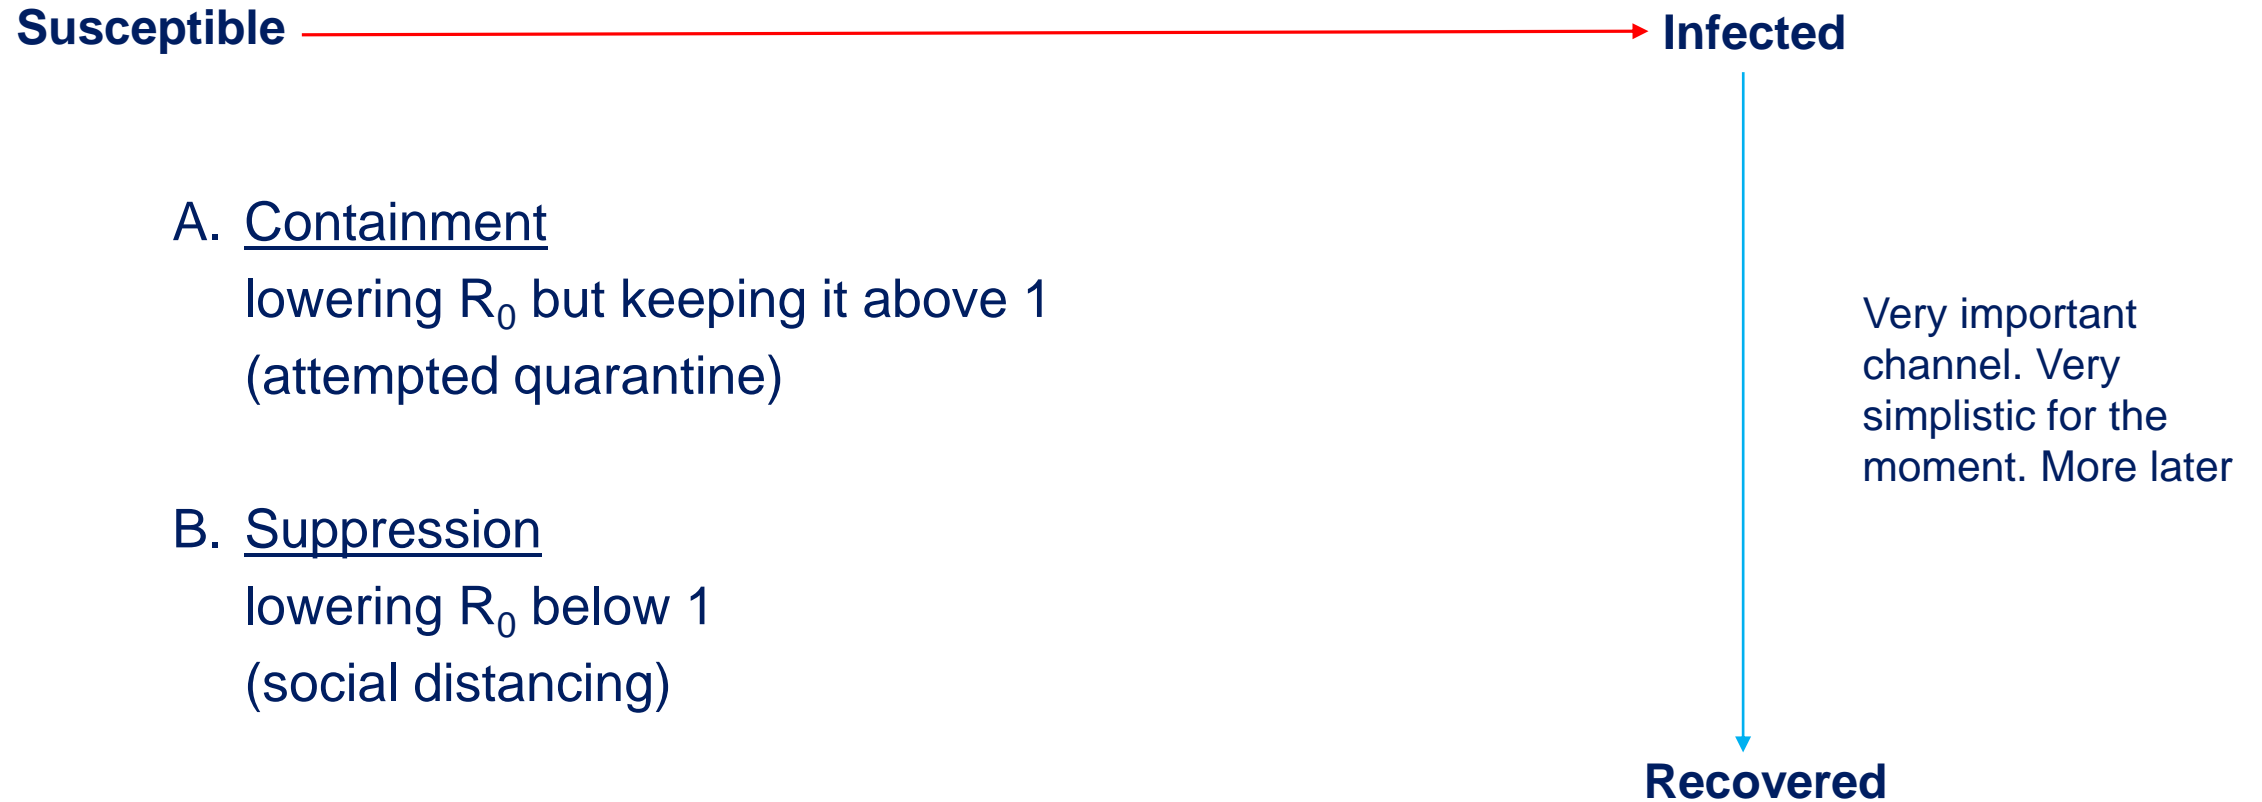 Susceptible
Infected
A. Containment
lowering R₀ but keeping it above 1
(attempted quarantine)
Very important
channel. Very
simplistic for the
moment. More later
B. Suppression
lowering R₀ below 1
(social distancing)
Recovered